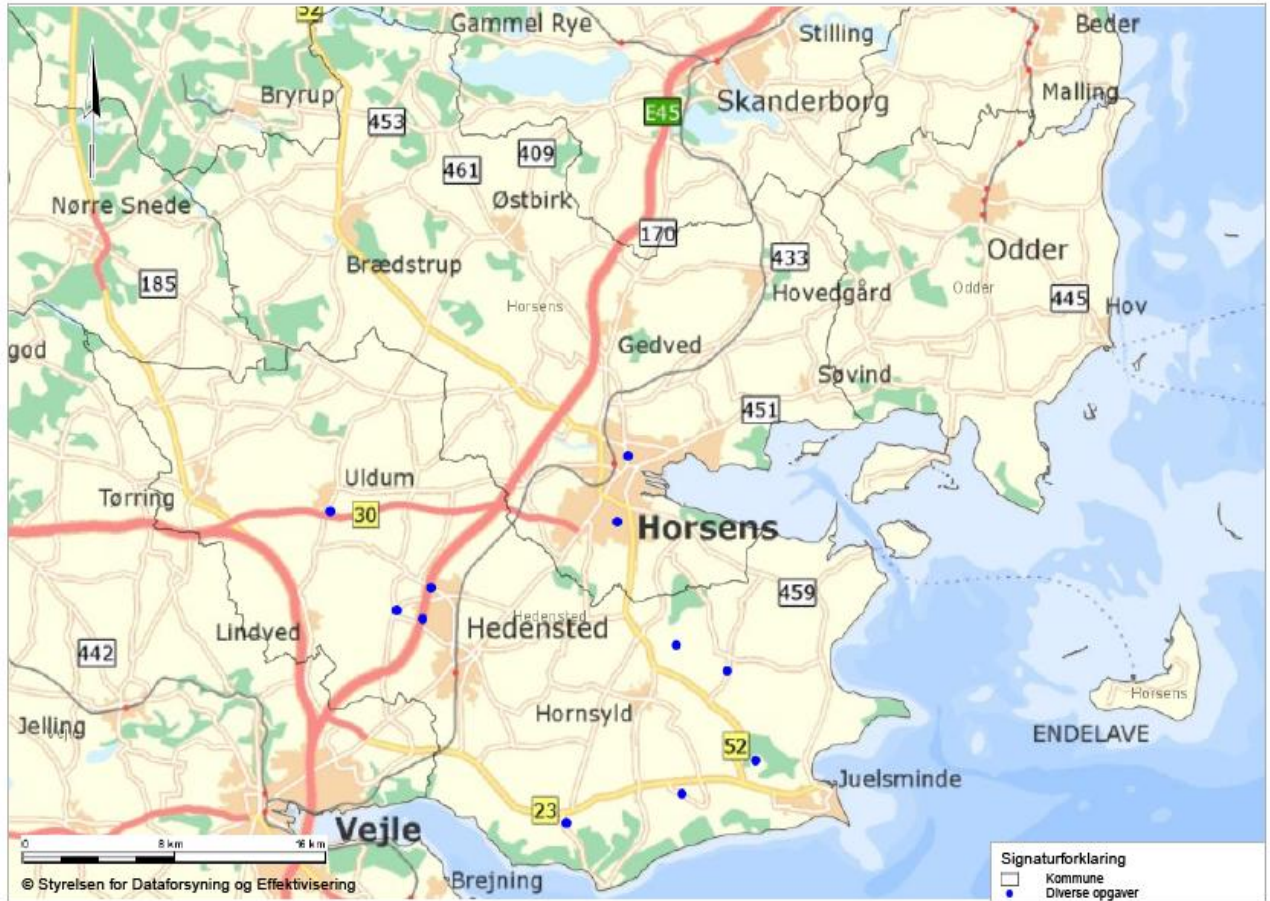 52
Gammel Rye
Stilling
Beder
Bryrup
453
E45
Skanderborg
Malling
461
409
Østbirk
Nørre Snede
170
Brædstrup
433
Odder
185
Hovedgård
Odder
445
Hov
Horsens
Gedved
god
Søvind
451
Uldum
Tørring
30
Horsens
459
Hedensted
Lindved
Hedensted
442
Jelling
Hornsyld
Horsens
ENDELAVE
52
Juelsminde
23
Vejle
0 8 km 16 km
© Styrelsen for Dataforsyning og Effektivisering
Brejning
Signaturforklaring
Kommune
Diverse opgaver